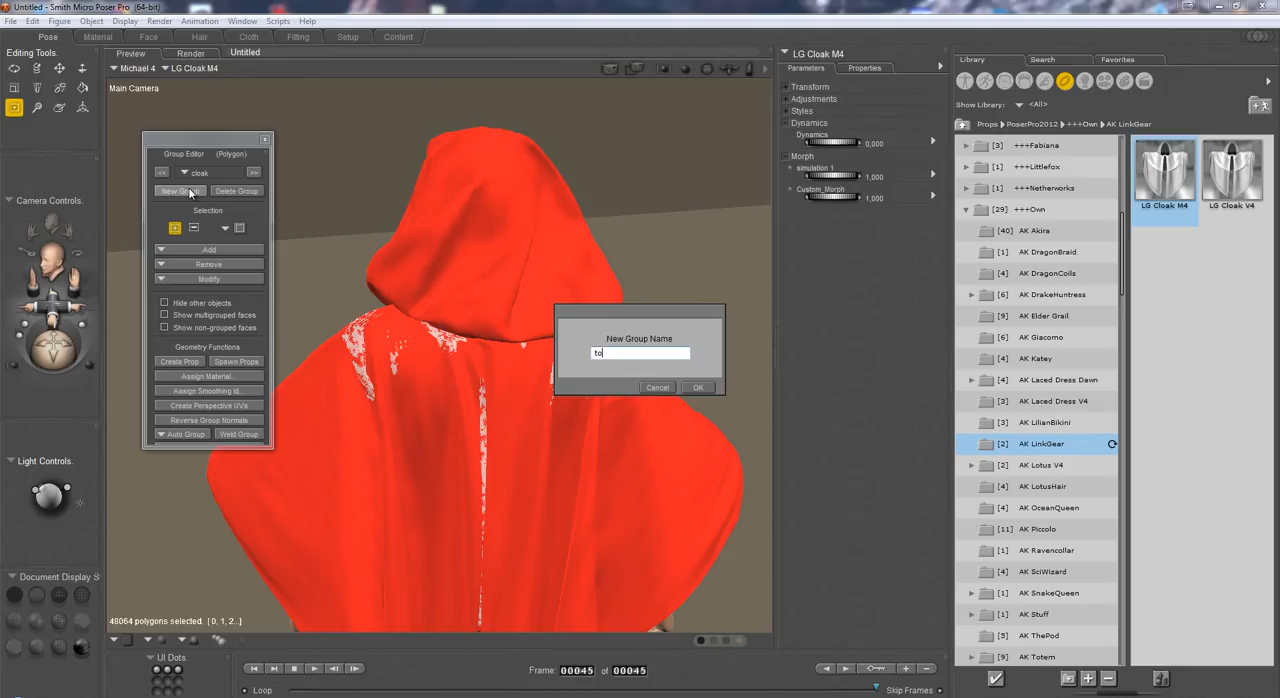 Untitled - Smith Micro Poser Pro (64-bit)
File Edit Figure Object Display Render Animation Window Scripts Help
Pose Material Face Hair Cloth Fitting Setup Content
Editing Tools.
Preview Render Untitled
Michael 4 LG Cloak M4
Main Camera
Group Editor (Polygon)
<< cloak >>
New Group Delete Group
Selection
Add
Remove
Modify
Hide other objects
Show multigrouped faces
Show non-grouped faces
Geometry Functions
Create Prop Spawn Props
Assign Material...
Assign Smoothing Id...
Create Perspective UVs
Reverse Group Normals
Auto Group Weld Group
New Group Name
to
Cancel OK
48064 polygons selected. [ 0, 1, 2..]
Camera Controls.
Light Controls.
Document Display S
UI Dots.
Loop
Frame: 00045 of 00045
Skip Frames
LG Cloak M4
Parameters Properties
Transform
Adjustments
Styles
Dynamics
Dynamics
0,000
Morph
simulation 1
1,000
Custom_Morph
1,000
Library Search Favorites
Show Library: <All>
Props PoserPro2012 +++Own AK LinkGear
[3] +++Fabiana
[1] +++Littlefox
[1] +++Netherworks
[29] +++Own
[40] AK Akira
[1] AK DragonBraid
[3] AK DragonCoils
[6] AK DrakeHuntress
[9] AK Elder Grail
[6] AK Giacomo
[2] AK Katey
[4] AK Laced Dress Dawn
[3] AK Laced Dress V4
[3] AK LilianBikini
[2] AK LinkGear
[2] AK Lotus V4
[4] AK LotusHair
[4] AK OceanQueen
[11] AK Piccolo
[1] AK Ravencollar
[4] AK SciWizard
[1] AK SnakeQueen
[1] AK Stuff
[5] AK ThePod
[9] AK Totem
LG Cloak M4 LG Cloak V4